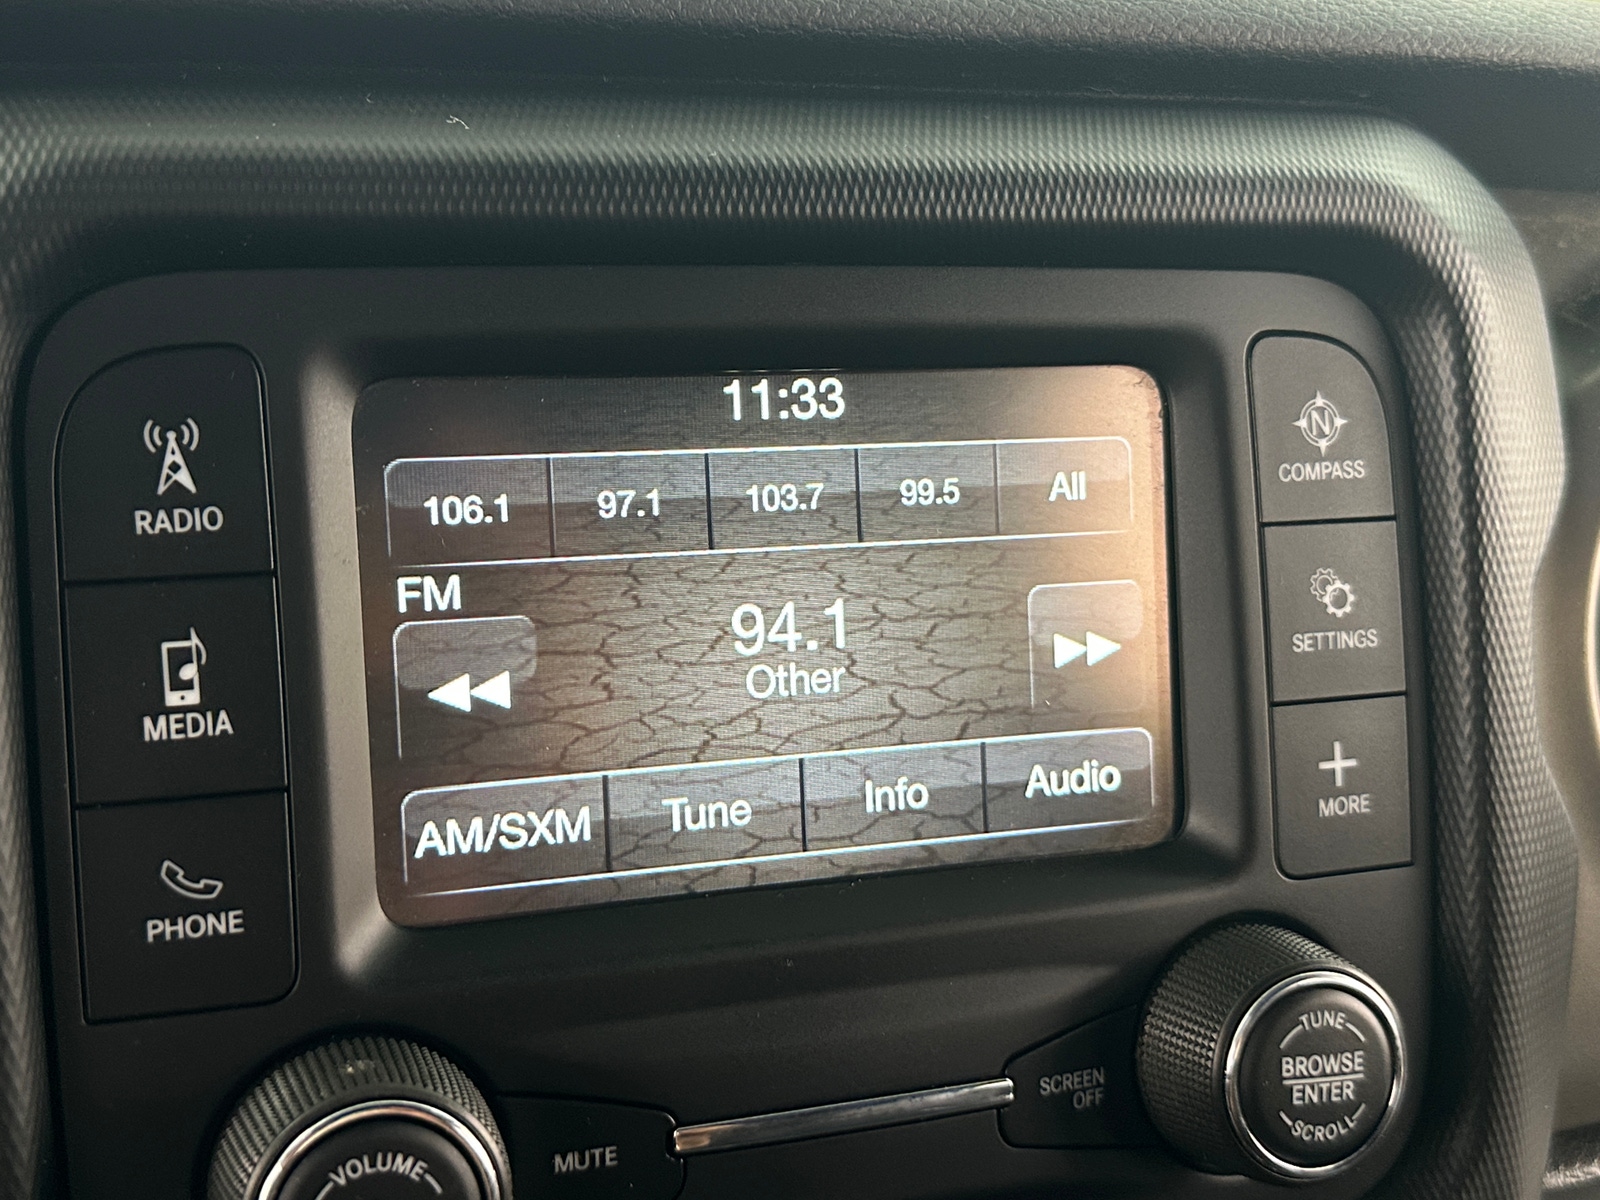 11:33
106.1 97.1 103.7 99.5 All
FM
94.1
Other
AM/SXM Tune Info Audio
RADIO
MEDIA
PHONE
N
COMPASS
SETTINGS
MORE
VOLUME
MUTE
SCREEN
OFF
TUNE
BROWSE
ENTER
SCROLL